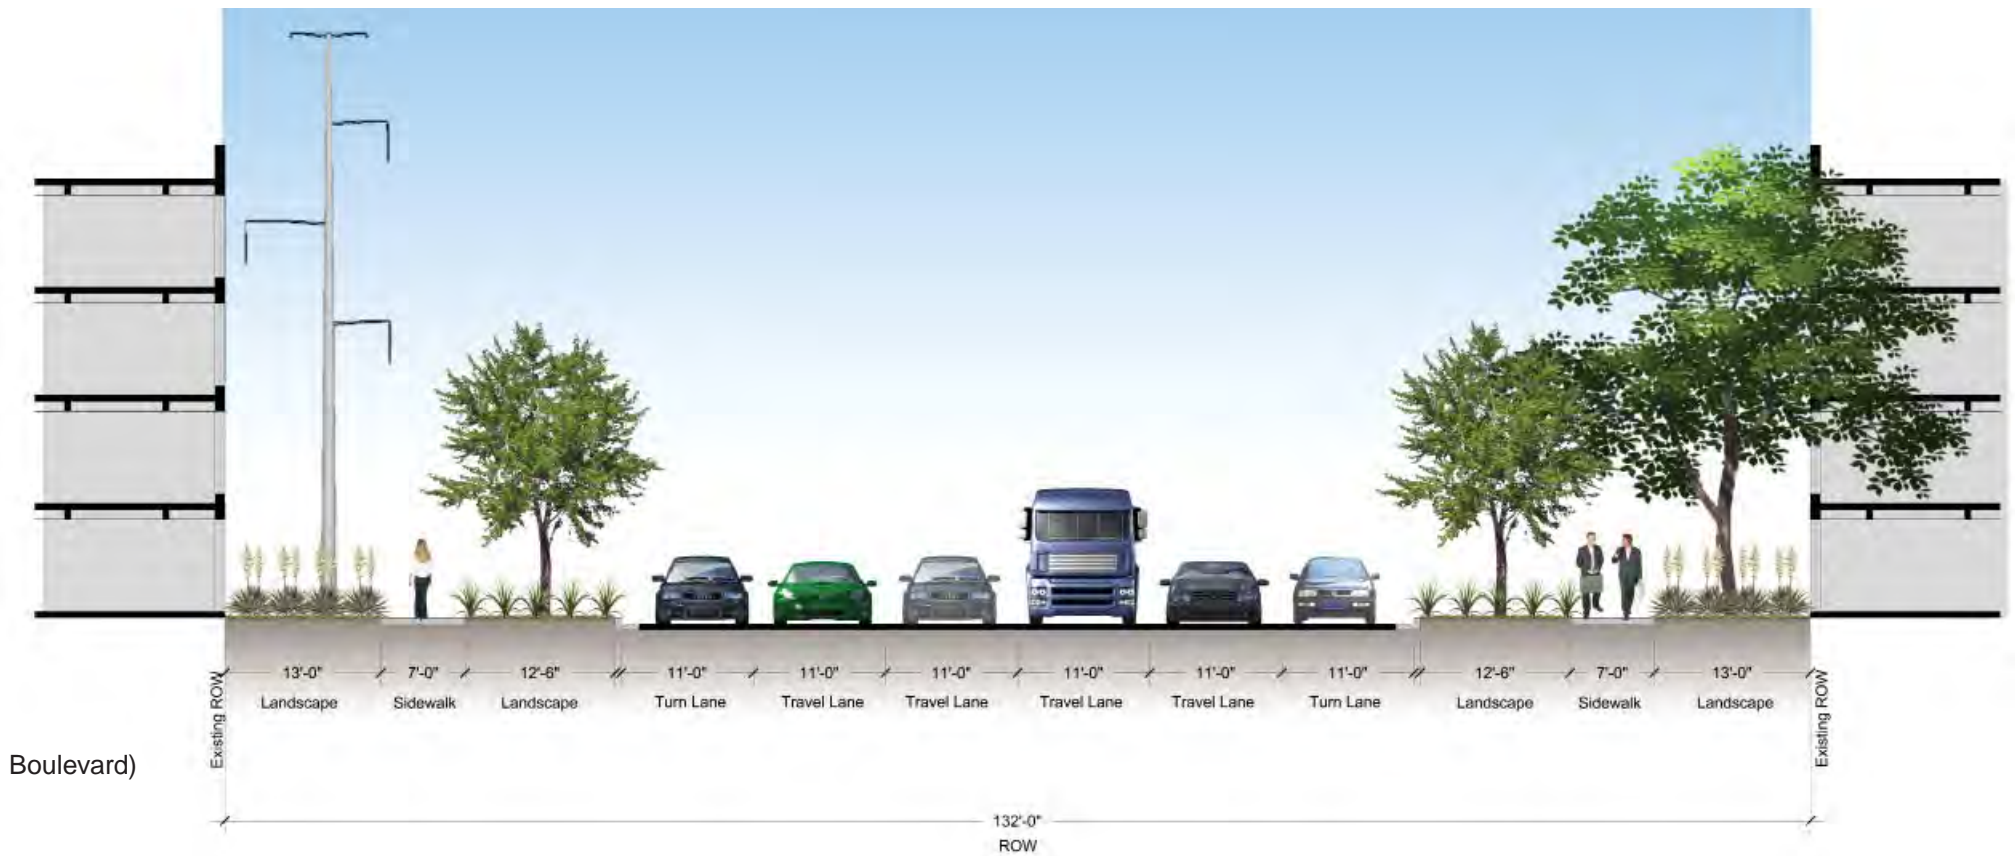 13'-0" 7'-0" 12'-6" 11'-0" 11'-0" 11'-0" 11'-0" 11'-0" 11'-0" 12'-6" 7'-0" 13'-0"
Landscape Sidewalk Landscape Turn Lane Travel Lane Travel Lane Travel Lane Travel Lane Turn Lane Landscape Sidewalk Landscape
Existing ROW
Existing ROW
Boulevard)
132'-0"
ROW